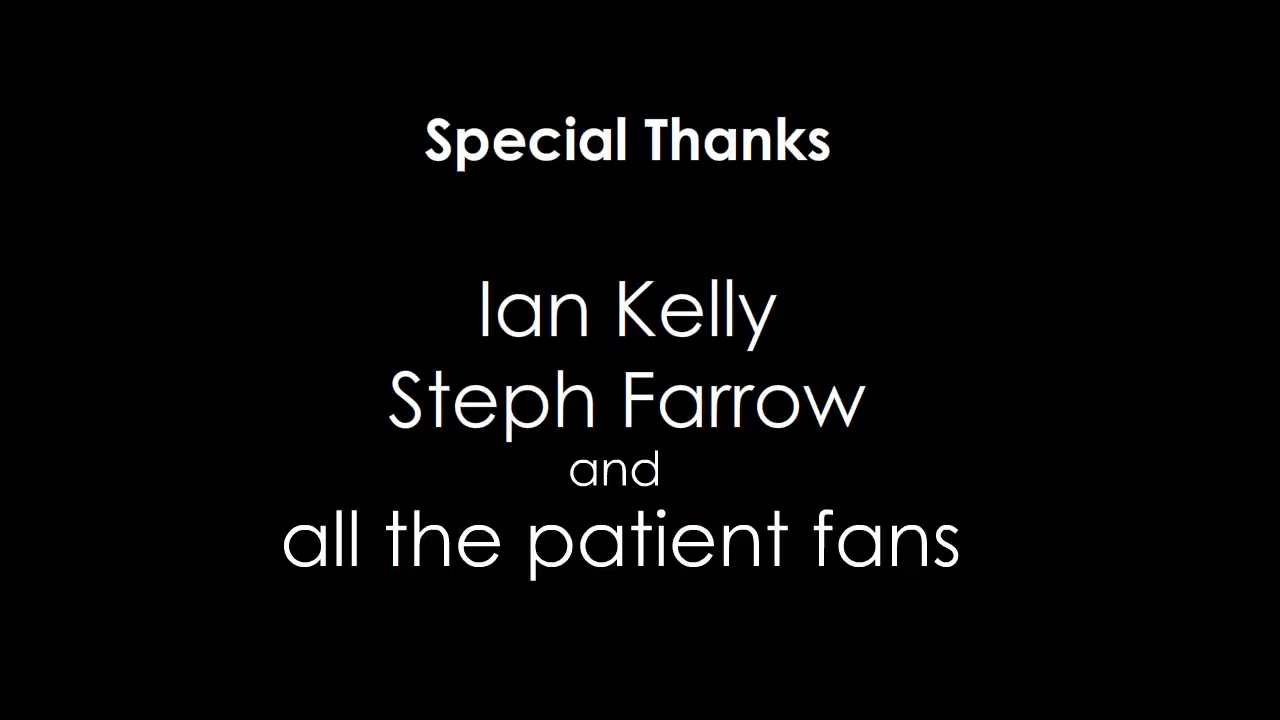 Special Thanks
Ian Kelly
Steph Farrow
and
all the patient fans